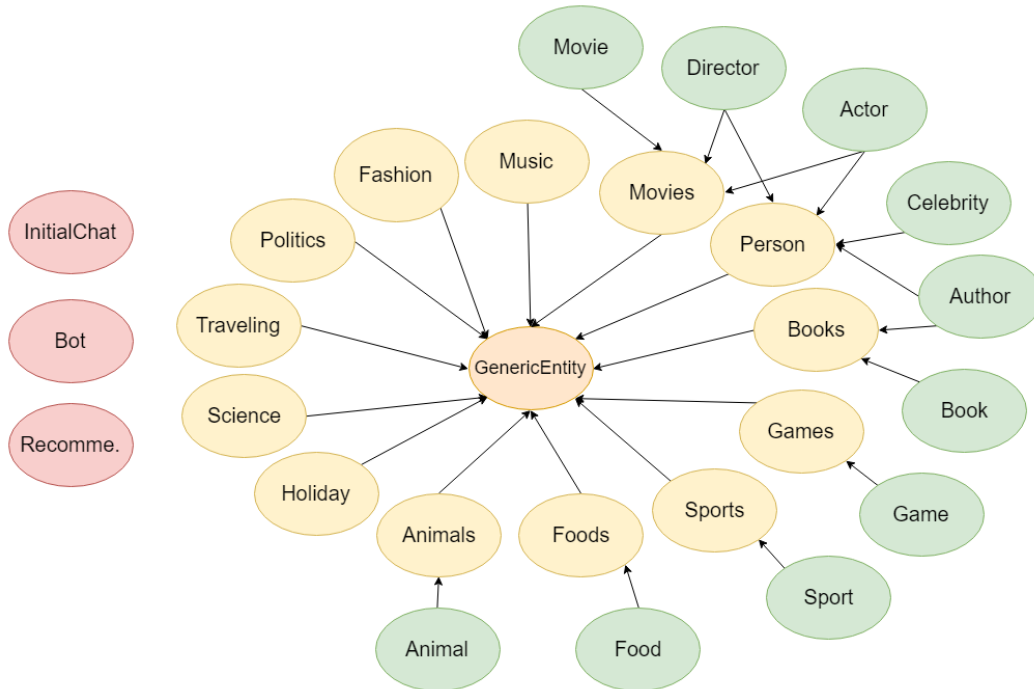 Movie
Director
Actor
Music
Fashion
Movies
Celebrity
InitialChat
Politics
Person
Author
Traveling
Books
Bot
GenericEntity
Science
Book
Games
Recomme.
Holiday
Sports
Game
Animals
Foods
Sport
Animal
Food